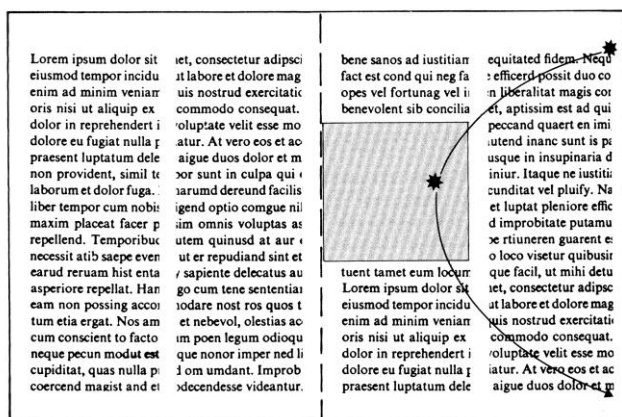 Lorem ipsum dolor sit
eiusmod tempor incidu
enim ad minim veniam
oris nisi ut aliquip ex
dolor in reprehendert i
dolore eu fugiat nulla p
praesent luptatum dele
non provident, simil te
laborum et dolor fuga.
liber tempor cum nobis
maxim placeat facer p
repellend. Temporibuc
necessit atib saepe even
earud reruam hist enta
asperiore repellat. Han
eam non possing accor
tum etia ergat. Nos am
cum conscient to facto
neque pecun modut est
cupiditat, quas nulla p
coercend magist and et
et, consectetur adipsci
ut labore et dolore mag
uis nostrud exercitatic
commodo consequat.
voluptate velit esse mo
atur. At vero eos et ac
aigue duos dolor et m
por sunt in culpa qui
harumd dereund facilis
igend optio comgue nil
sim omnis voluptas as
utem quinusd at aur
ut er repudiand sint et
sapiente delecatus au
go cum tene sententiar
modare nost ros quos t
et nebevol, olestias ac
m poen legum odioqu
que nonor imper ned li
d om umdant. Improb
odecendesse videantur.
bene sanos ad iustitiam
fact est cond qui neg fa
opes vel fortunag vel i
benevolent sib concilia
tuent tamet eum locum
Lorem ipsum dolor sit
eiusmod tempor incidu
enim ad minim veniam
oris nisi ut aliquip ex
dolor in reprehendert i
dolore eu fugiat nulla p
praesent luptatum dele
equitated fidem. Nequ
efficerd possit duo co
n liberalitat magis cor
et, aptissim est ad qui
peccand quaert en imi
autend inanc sunt is pa
usque in insupinaria d
iniur. Itaque ne iustitia
cunditat vel pluify. Na
et luptat pleniore effic
d improbitate putamu
pe rtiuneren guarent es
o loco visetur quibusir
que facil, ut mihi detu
et, consectetur adipsc
ut labore et dolore mag
uis nostrud exercitatic
commodo consequat.
voluptate velit esse mo
iatur. At vero eos et ac
aigue duos dolor et m